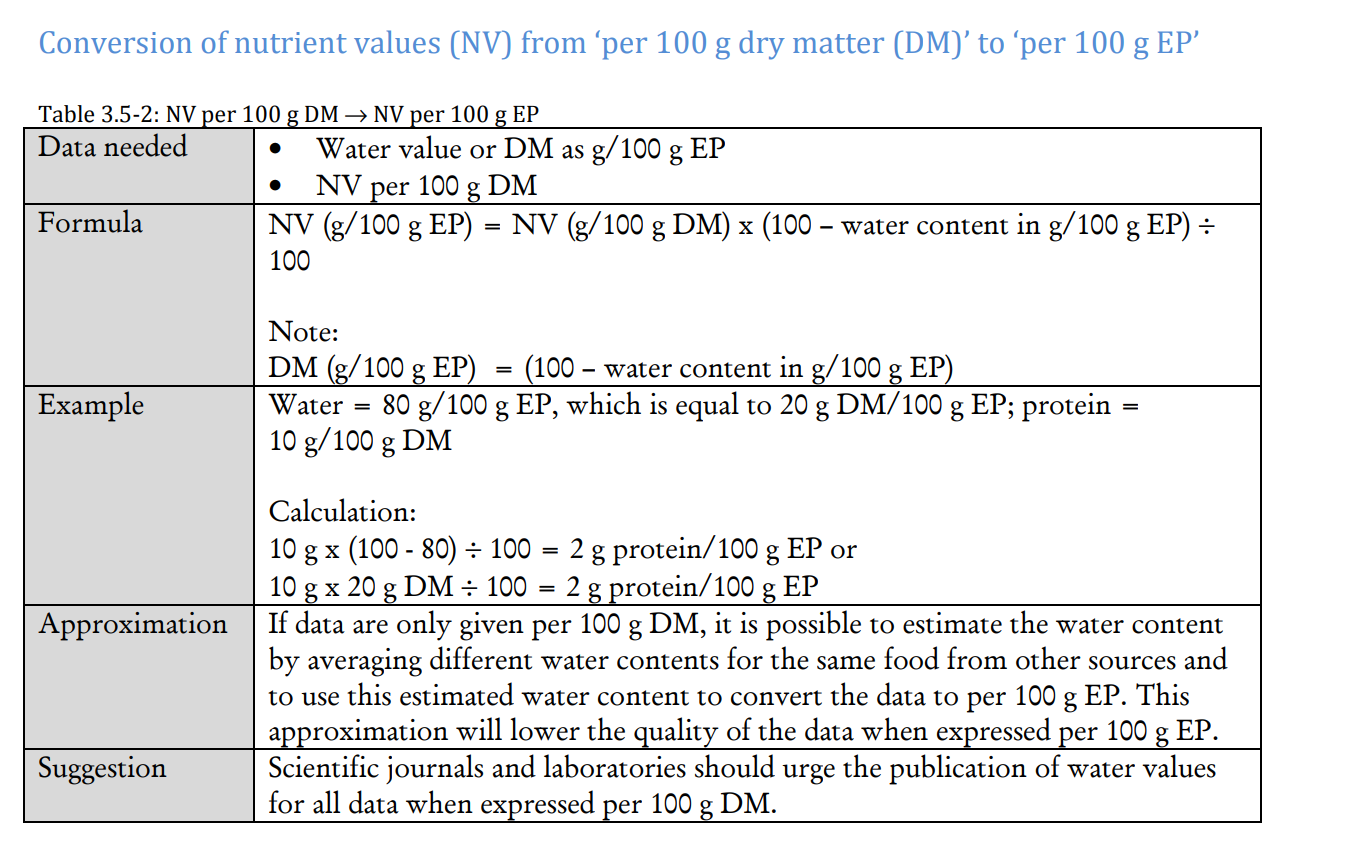 Conversion of nutrient values (NV) from ‘per 100 g dry matter (DM)’ to ‘per 100 g EP’
Table 3.5-2: NV per 100 g DM → NV per 100 g EP
Data needed
• Water value or DM as g/100 g EP
• NV per 100 g DM
Formula
NV (g/100 g EP) = NV (g/100 g DM) x (100 – water content in g/100 g EP) ÷
100
Note:
DM (g/100 g EP) = (100 – water content in g/100 g EP)
Example
Water = 80 g/100 g EP, which is equal to 20 g DM/100 g EP; protein =
10 g/100 g DM
Calculation:
10 g x (100 - 80) ÷ 100 = 2 g protein/100 g EP or
10 g x 20 g DM ÷ 100 = 2 g protein/100 g EP
Approximation
If data are only given per 100 g DM, it is possible to estimate the water content
by averaging different water contents for the same food from other sources and
to use this estimated water content to convert the data to per 100 g EP. This
approximation will lower the quality of the data when expressed per 100 g EP.
Suggestion
Scientific journals and laboratories should urge the publication of water values
for all data when expressed per 100 g DM.